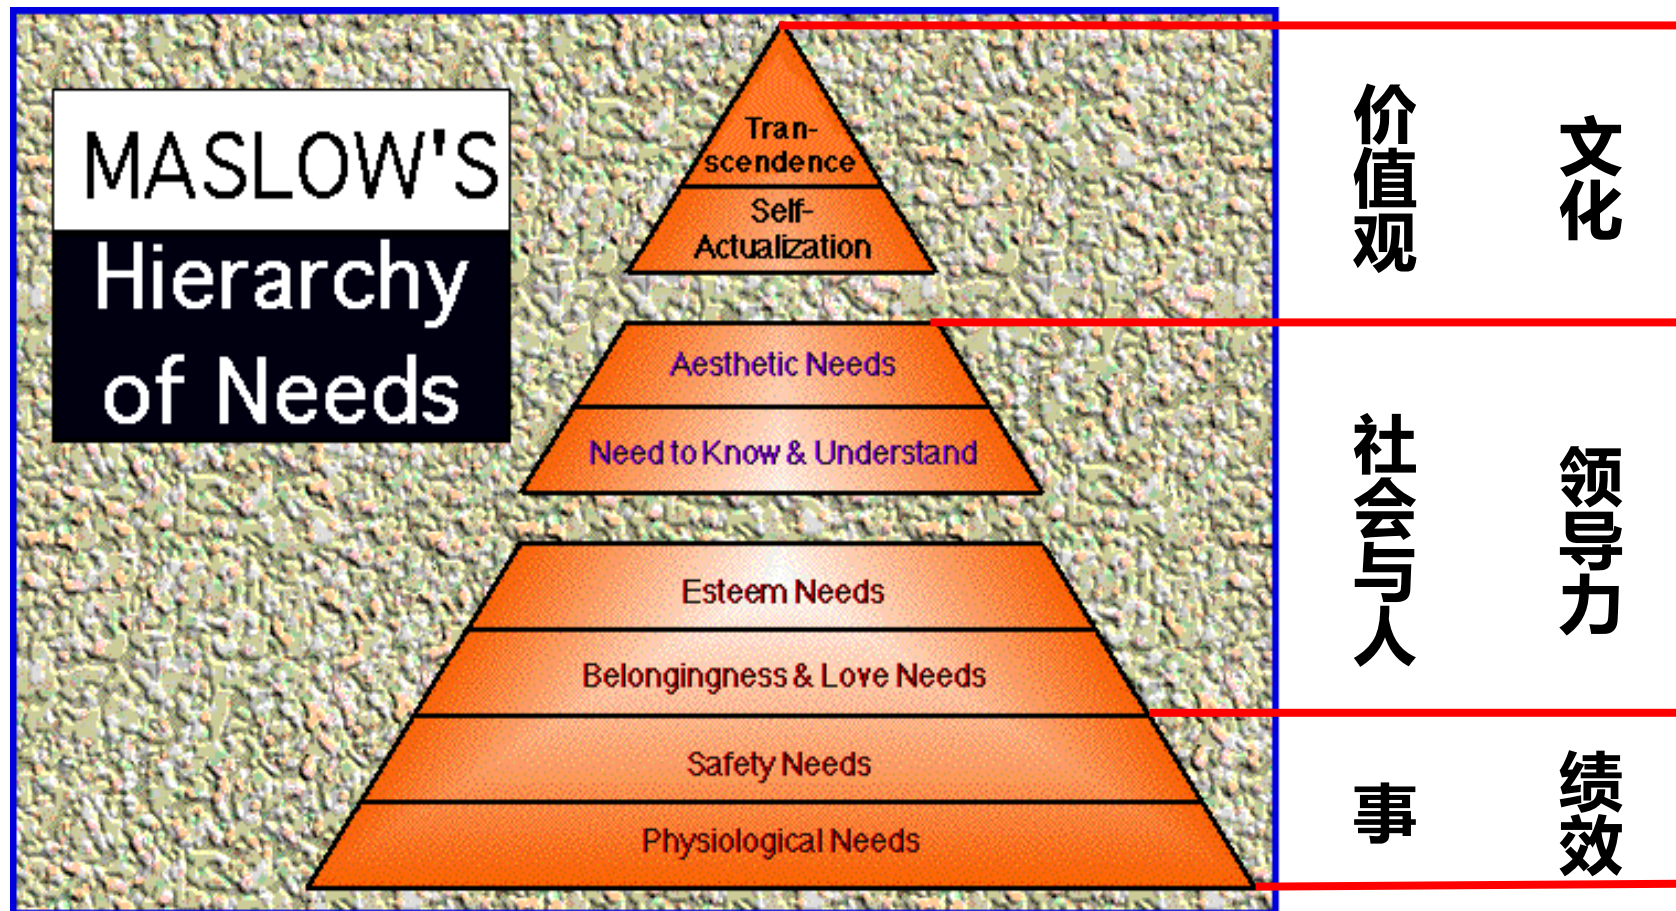 MASLOW'S
Hierarchy
of Needs
Tran-
scendence
Self-
Actualization
Aesthetic Needs
Need to Know & Understand
Esteem Needs
Belongingness & Love Needs
Safety Needs
Physiological Needs
价值观
文化
社会与人
领导力
事
绩效